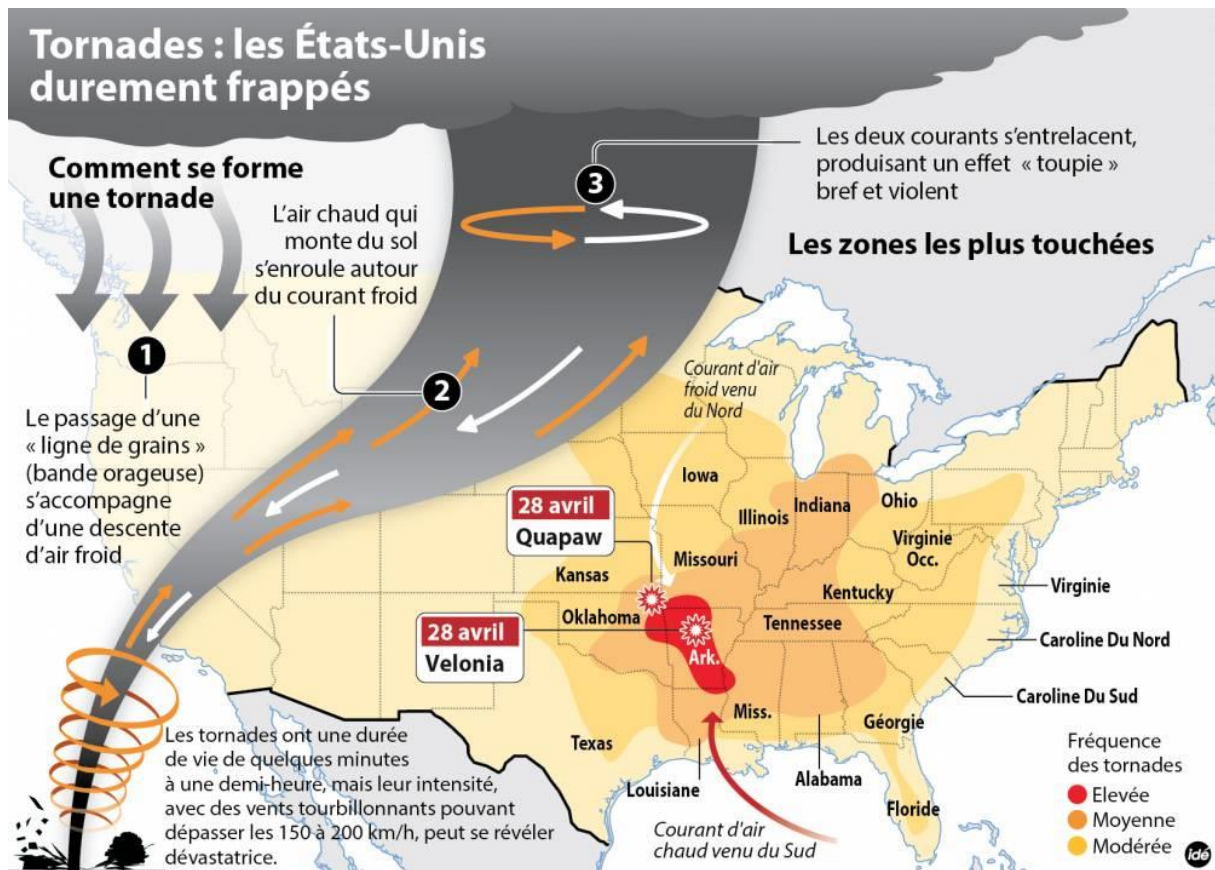 Tornades : les États-Unis
durement frappés
Comment se forme
une tornade
1
Le passage d’une
« ligne de grains »
(bande orageuse)
s’accompagne
d’une descente
d’air froid
L’air chaud qui
monte du sol
s’enroule autour
du courant froid
2
3
Les deux courants s’entrelacent,
produisant un effet « toupie »
bref et violent
Les zones les plus touchées
Courant d'air
froid venu
du Nord
Iowa
Illinois
Indiana
Ohio
Virginie
Occ.
28 avril
Quapaw
Missouri
Kansas
Kentucky
Virginie
Oklahoma
Tennessee
28 avril
Velonia
Ark.
Caroline Du Nord
Caroline Du Sud
Miss.
Géorgie
Texas
Louisiane
Alabama
Floride
Courant d'air
chaud venu du Sud
Les tornades ont une durée
de vie de quelques minutes
à une demi-heure, mais leur intensité,
avec des vents tourbillonnants pouvant
dépasser les 150 à 200 km/h, peut se révéler
dévastatrice.
Fréquence
des tornades
Elevée
Moyenne
Modérée
idé